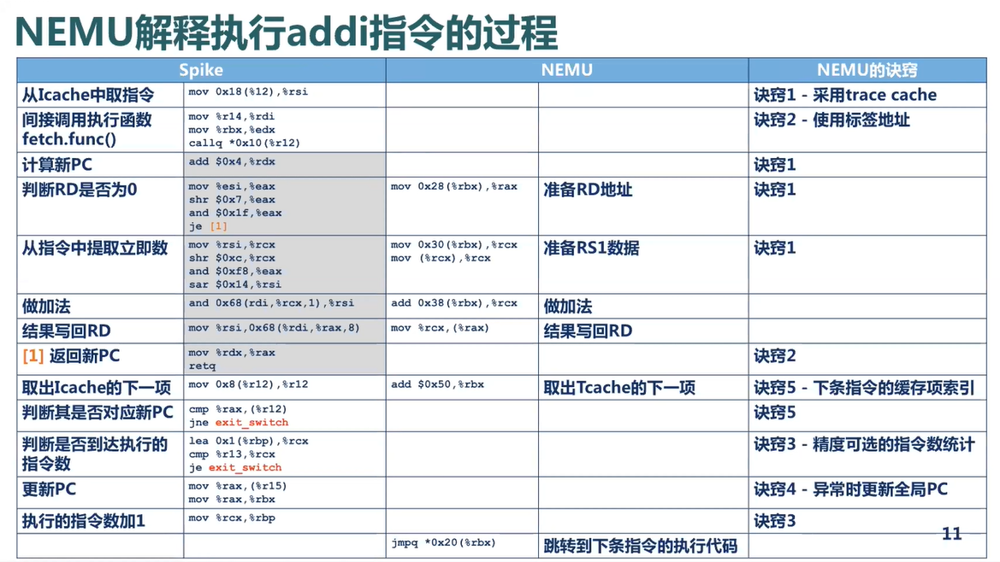 NEMU解释执行addi指令的过程
Spike NEMU NEMU的诀窍
从Icache中取指令 mov 0x18(%12),%rsi 诀窍1 - 采用trace cache
间接调用执行函数 mov %r14,%rdi 诀窍2 - 使用标签地址
fetch.func() mov %rbx,%edx
callq *0x10(%r12)
计算新PC add $0x4,%rdx 诀窍1
判断RD是否为0 mov %esi,%eax mov 0x28(%rbx),%rax 准备RD地址 诀窍1
shr $0x7,%eax
and $0x1f,%eax
je [1]
从指令中提取立即数 mov %rsi,%rcx mov 0x30(%rbx),%rcx 准备RS1数据 诀窍1
shr $0xc,%rcx mov (%rcx),%rcx
and $0xf8,%eax
sar $0x14,%rsi
做加法 and 0x68(rdi,%rcx,1),%rsi add 0x38(%rbx),%rcx 做加法
结果写回RD mov %rsi,0x68(%rdi,%rax,8) mov %rcx,(%rax) 结果写回RD
[1] 返回新PC mov %rdx,%rax 诀窍2
retq
取出Icache的下一项 mov 0x8(%r12),%r12 add $0x50,%rbx 取出Tcache的下一项 诀窍5 - 下条指令的缓存项索引
判断其是否对应新PC cmp %rax,(%r12) 诀窍5
jne exit_switch
判断是否到达执行的 lea 0x1(%rbp),%rcx 诀窍3 - 精度可选的指令数统计
指令数 cmp %r13,%rcx
je exit_switch
更新PC mov %rax,(%r15) 诀窍4 - 异常时更新全局PC
mov %rax,%rbx
执行的指令数加1 mov %rcx,%rbp 诀窍3
jmpq *0x20(%rbx) 跳转到下条指令的执行代码
11